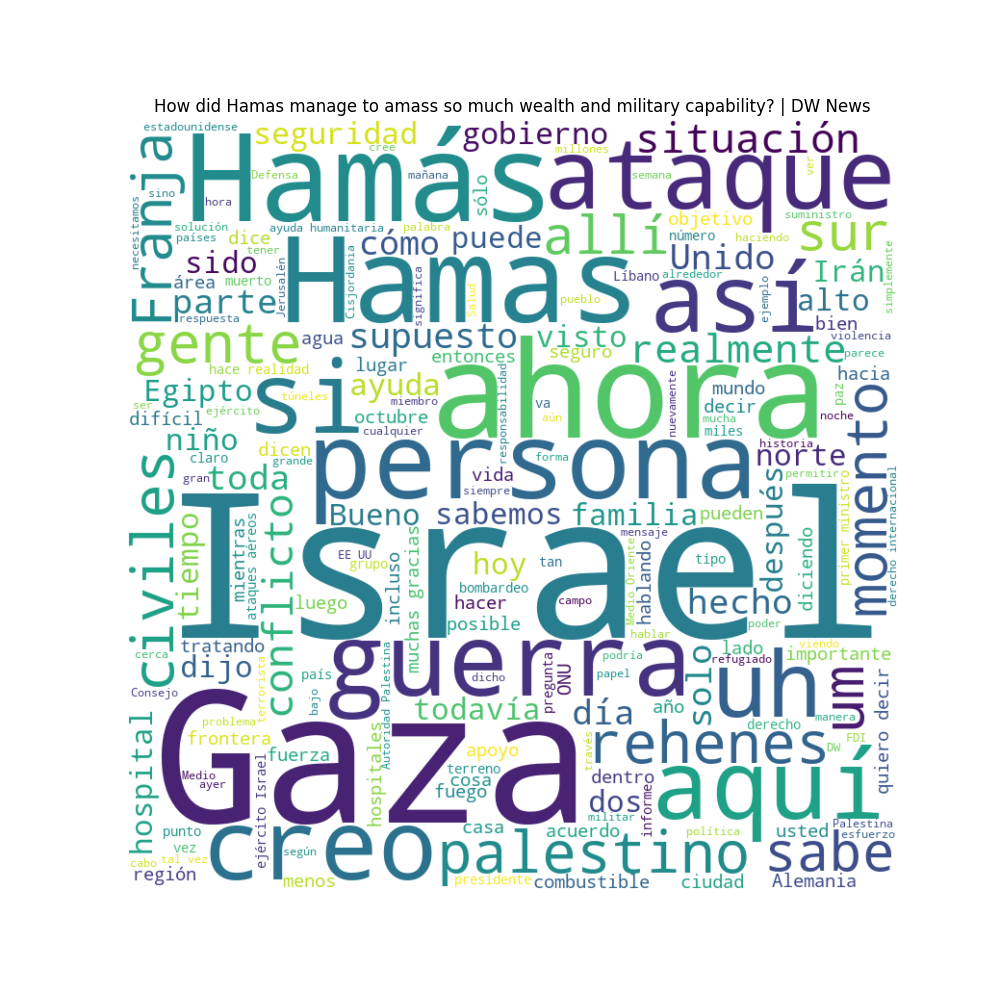 How did Hamas manage to amass so much wealth and military capability? | DW News
estadounidense
seguridad
gobierno
situación
cree
millones
Franja
Hamás
ataque
Defensa
mañana
sólo
semana
ver
sino
hora
necesitamos
solución
ayuda humanitaria
palabra
objetivo
suministro
países
dice
tener
cómo
puede
allí
número
haciendo
sur
sido
Jerusalén
Hamas
Unido
simplemente
área
muerto
Cisjordania
significa
Salud
Líbano
alrededor
Irán
parte
pueblo
así
ejemplo
alto
respuesta
bien
gente
agua
supuesto
visto
realmente
violencia
hace realidad
lugar
entonces
seguro
parece
hacia
Egipto
si
túneles
ayuda
miembro
responsabilidad
ahora
nuevamente
mundo
paz
ser
ejército
va
decir
difícil
octubre
aún
mucha
noche
cualquier
miles
niño
dicen
forma
historia
momento
claro
grande
persona
norte
gran
toda
vida
permitir
civiles
siempre
después
primer ministro
derecho internacional
Bueno
sabemos
familia
pueden
tiempo
mientras
ataques aéreos
conflicto
Israel
mensaje
EE UU
grupo
incluso
muchas gracias
hoy
tan
Medio Oriente
hablando
tipo
diciendo
bombardeo
luego
hacer
campo
hecho
posible
poder
hablar
tratando
guerra
lado
viendo
cerca
dijo
podría
refugiado
importante
terrorista
país
Autoridad Palestina
dicho
pregunta
ONU
papel
solo
uh
um
Consejo
bajo
manera
quiero decir
hospital
Gaza
todavía
día
año
problema
derecho
frontera
FDI
fuerza
apoyo
través
rehenes
DW
hospitales
Medio
ayer
terreno
cosa
dentro
aquí
fuego
dos
informes
ejército Israel
militar
punto
casa
acuerdo
política
usted
Palestina
esfuerzo
vez
creo
palestino
sabe
cabo
tal vez
según
región
menos
presidente
combustible
ciudad
Alemania